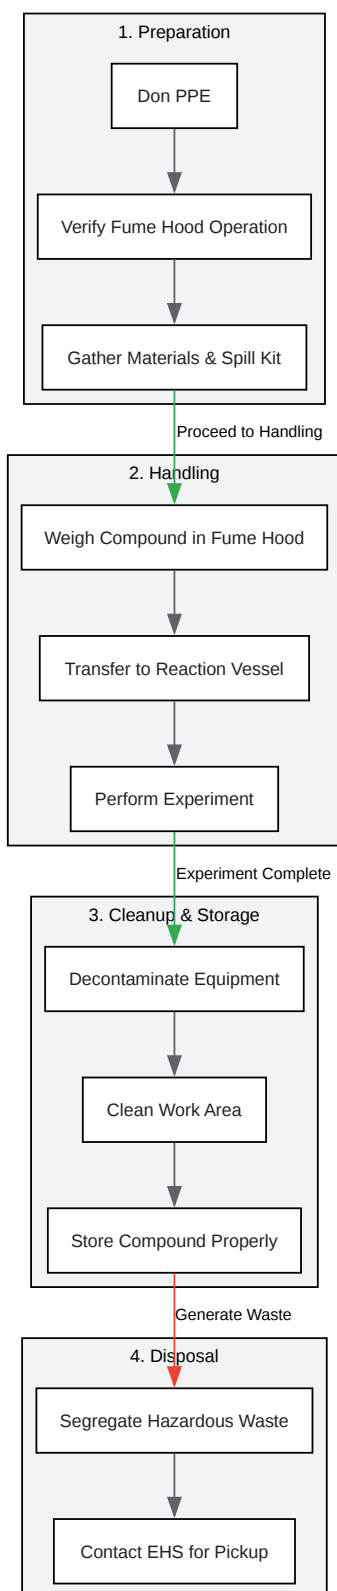 1. Preparation
Don PPE
Verify Fume Hood Operation
Gather Materials & Spill Kit
Proceed to Handling
2. Handling
Weigh Compound in Fume Hood
Transfer to Reaction Vessel
Perform Experiment
Experiment Complete
3. Cleanup & Storage
Decontaminate Equipment
Clean Work Area
Store Compound Properly
Generate Waste
4. Disposal
Segregate Hazardous Waste
Contact EHS for Pickup